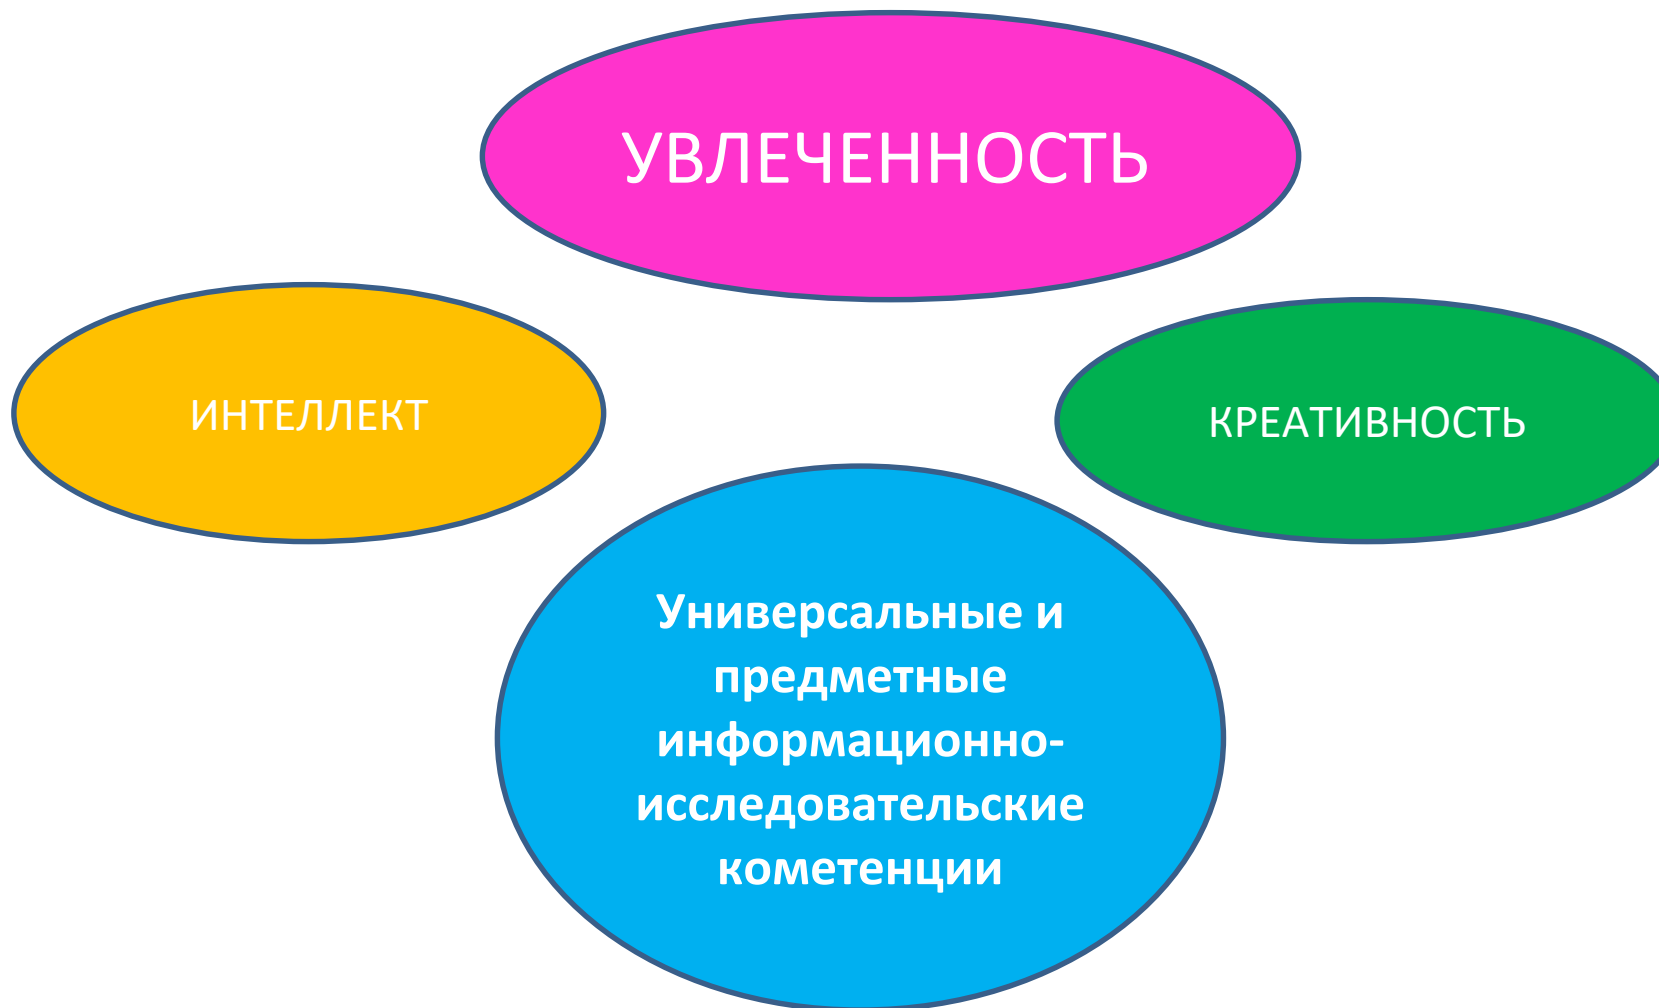 УВЛЕЧЕННОСТЬ
ИНТЕЛЛЕКТ
КРЕАТИВНОСТЬ
Универсальные и
предметные
информационно-
исследовательские
кометенции